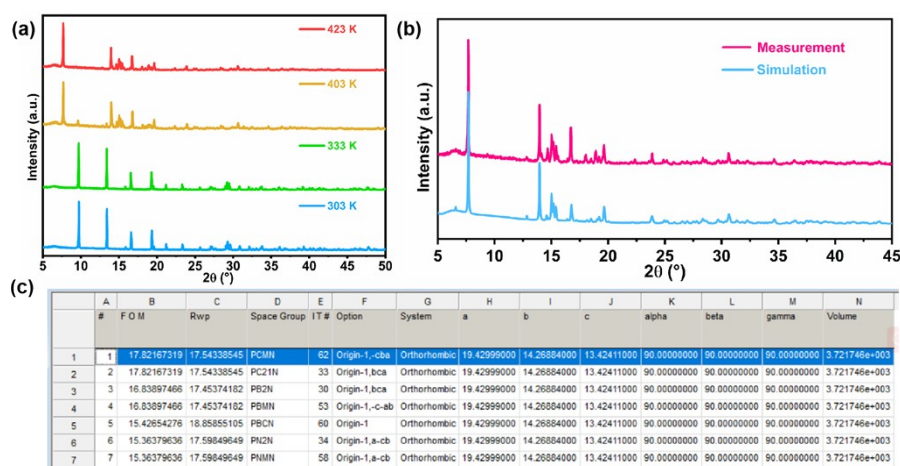 (a)
423 K
403 K
333 K
303 K
Intensity (a.u.)
5 10 15 20 25 30 35 40 45 50
2θ (°)
(b)
Measurement
Simulation
Intensity (a.u.)
5 10 15 20 25 30 35 40 45
2θ (°)
(c)
A B C D E F G H I J K L M N
# F O M Rwp Space Group I T # Option System a b c alpha beta gamma Volume
1 1 17.82167319 17.54338545 PCMN 62 Origin-1,-cba Orthorhombic 19.42999000 14.26884000 13.42411000 90.00000000 90.00000000 90.00000000 3.721746e+003
2 2 17.82167319 17.54338545 PC21N 33 Origin-1,bca Orthorhombic 19.42999000 14.26884000 13.42411000 90.00000000 90.00000000 90.00000000 3.721746e+003
3 3 16.83897466 17.45374182 PB2N 30 Origin-1,bca Orthorhombic 19.42999000 14.26884000 13.42411000 90.00000000 90.00000000 90.00000000 3.721746e+003
4 4 16.83897466 17.45374182 PBMN 53 Origin-1,-c-ab Orthorhombic 19.42999000 14.26884000 13.42411000 90.00000000 90.00000000 90.00000000 3.721746e+003
5 5 15.42654276 18.85855105 PBCN 60 Origin-1 Orthorhombic 19.42999000 14.26884000 13.42411000 90.00000000 90.00000000 90.00000000 3.721746e+003
6 6 15.36379636 17.59849649 PN2N 34 Origin-1,a-cb Orthorhombic 19.42999000 14.26884000 13.42411000 90.00000000 90.00000000 90.00000000 3.721746e+003
7 7 15.36379636 17.59849649 PNMN 58 Origin-1,a-cb Orthorhombic 19.42999000 14.26884000 13.42411000 90.00000000 90.00000000 90.00000000 3.721746e+003